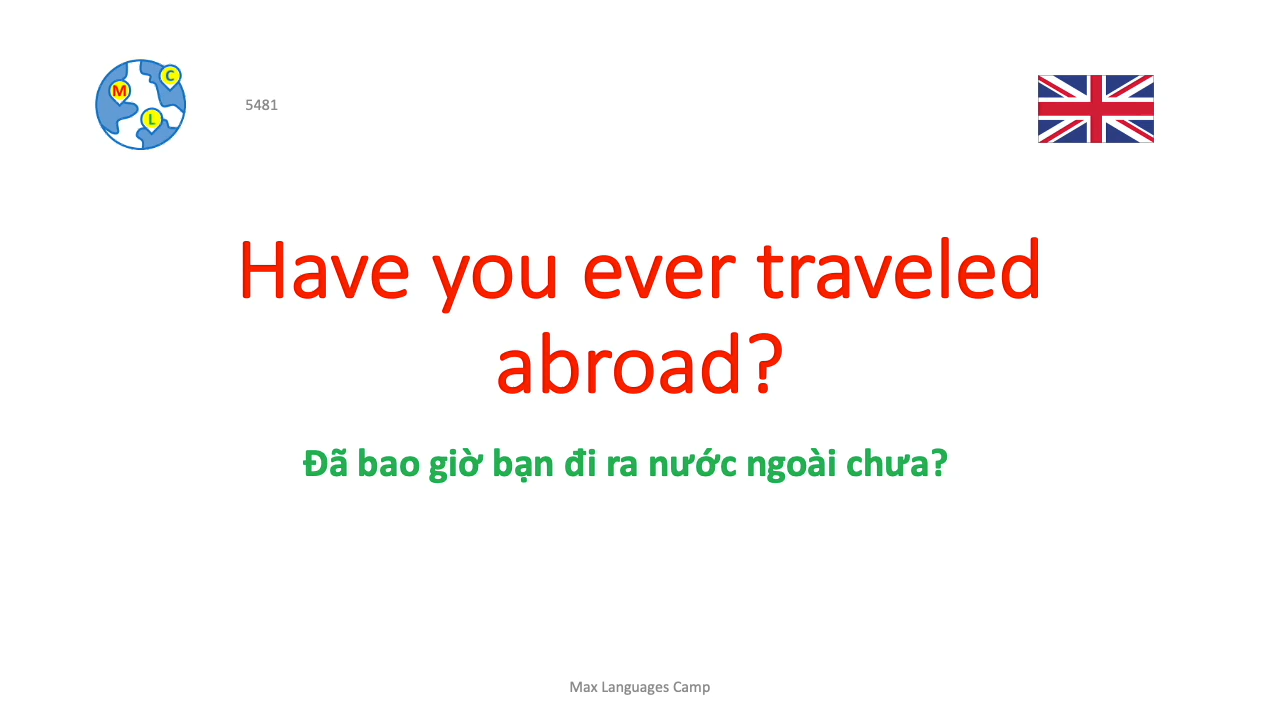 M
C
L
5481
Have you ever traveled
abroad?
Đã bao giờ bạn đi ra nước ngoài chưa?
Max Languages Camp